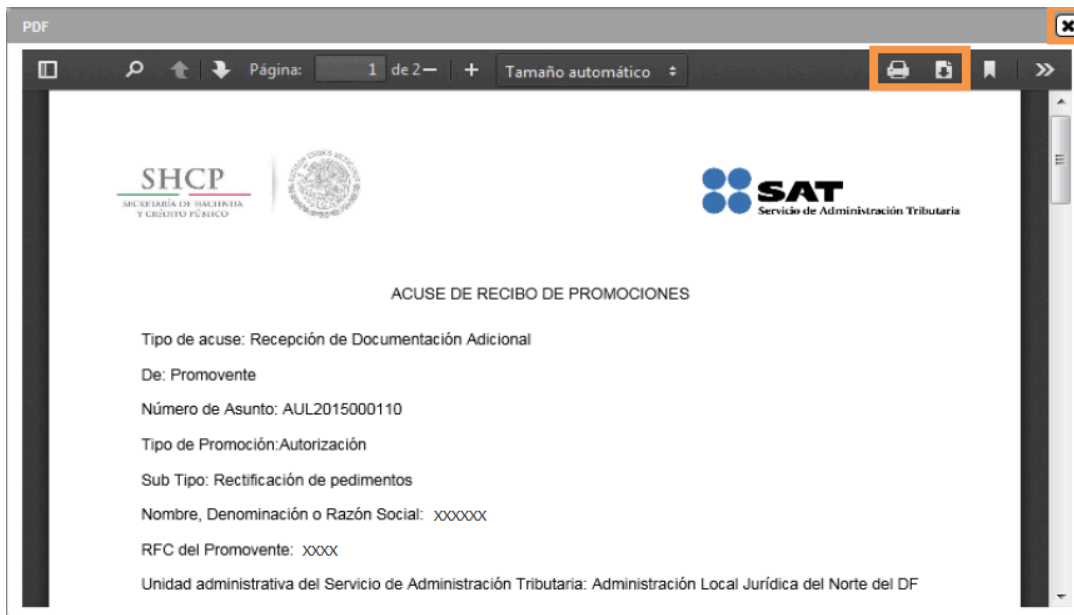 PDF
Página: 1 de 2 Tamaño automático
SHCP
SECRETARÍA DE HACIENDA
Y CRÉDITO PÚBLICO
SAT
Servicio de Administración Tributaria
ACUSE DE RECIBO DE PROMOCIONES
Tipo de acuse: Recepción de Documentación Adicional
De: Promovente
Número de Asunto: AUL2015000110
Tipo de Promoción:Autorización
Sub Tipo: Rectificación de pedimentos
Nombre, Denominación o Razón Social: XXXXXX
RFC del Promovente: XXXX
Unidad administrativa del Servicio de Administración Tributaria: Administración Local Jurídica del Norte del DF